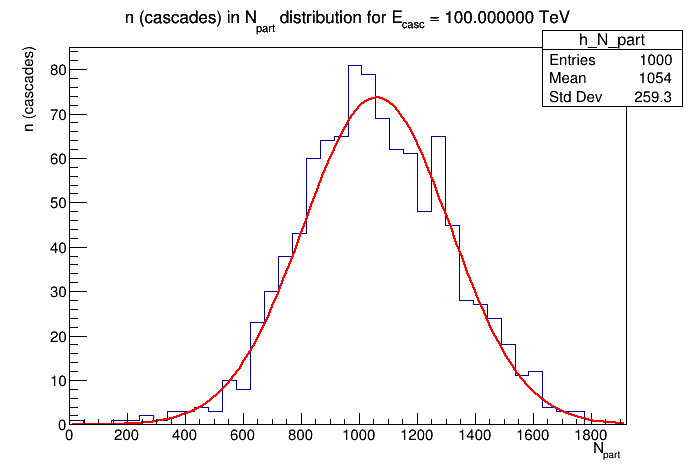 n (cascades) in N_part distribution for E_casc = 100.000000 TeV
h_N_part
Entries 1000
Mean 1054
Std Dev 259.3
n (cascades)
80
70
60
50
40
30
20
10
0
0 200 400 600 800 1000 1200 1400 1600 1800
N_part